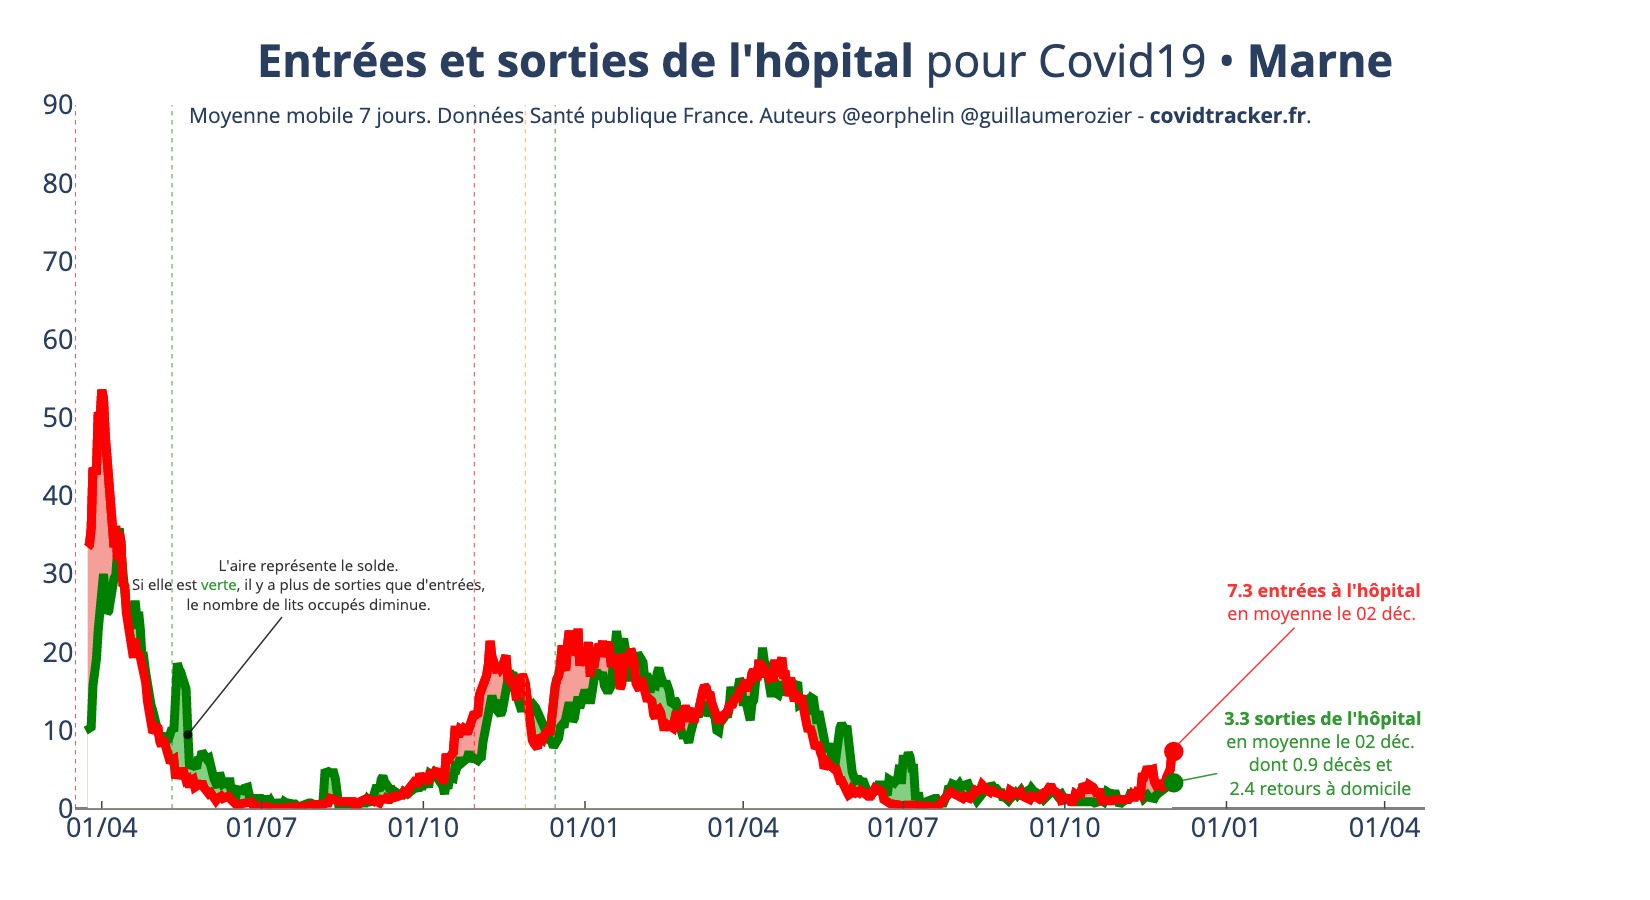 Entrées et sorties de l'hôpital pour Covid19 • Marne
Moyenne mobile 7 jours. Données Santé publique France. Auteurs @eorphelin @guillaumerozier - covidtracker.fr.
90
80
70
60
50
40
30
20
10
0
L'aire représente le solde.
Si elle est verte, il y a plus de sorties que d'entrées,
le nombre de lits occupés diminue.
7.3 entrées à l'hôpital
en moyenne le 02 déc.
3.3 sorties de l'hôpital
en moyenne le 02 déc.
dont 0.9 décès et
2.4 retours à domicile
01/04 01/07 01/10 01/01 01/04 01/07 01/10 01/01 01/04